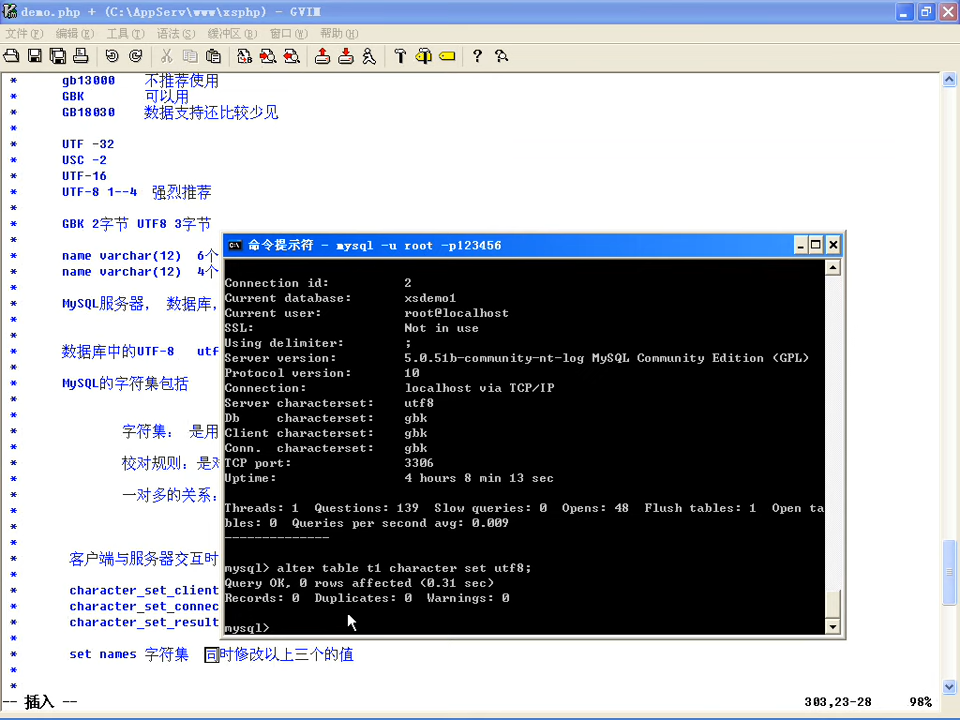 demo.php + (C:\AppServ\www\xsphp) - GVIM
文件(F) 编辑(E) 工具(T) 语法(S) 缓冲区(B) 窗口(W) 帮助(H)
* gb13000 不推荐使用
* GBK 可以用
* GB18030 数据支持还比较少见
*
* UTF -32
* USC -2
* UTF-16
* UTF-8 1--4 强烈推荐
*
* GBK 2字节 UTF8 3字节
*
* name varchar(12) 6个
* name varchar(12) 4个
*
* MySQL服务器， 数据库，
*
*
* 数据库中的UTF-8 utf
*
* MySQL的字符集包括
*
*
* 字符集： 是用
*
* 校对规则：是对
*
* 一对多的关系：
*
*
*
* 客户端与服务器交互时
*
* character_set_client
* character_set_connec
* character_set_result
*
* set names 字符集 同时修改以上三个的值
*
*
-- 插入 -- 303,23-28 98%
命令提示符 - mysql -u root -p123456
Connection id: 2
Current database: xsdemo1
Current user: root@localhost
SSL: Not in use
Using delimiter: ;
Server version: 5.0.51b-community-nt-log MySQL Community Edition (GPL)
Protocol version: 10
Connection: localhost via TCP/IP
Server characterset: utf8
Db characterset: gbk
Client characterset: gbk
Conn. characterset: gbk
TCP port: 3306
Uptime: 4 hours 8 min 13 sec
Threads: 1 Questions: 139 Slow queries: 0 Opens: 48 Flush tables: 1 Open ta
bles: 0 Queries per second avg: 0.009
--------------
mysql> alter table t1 character set utf8;
Query OK, 0 rows affected (0.31 sec)
Records: 0 Duplicates: 0 Warnings: 0
mysql>